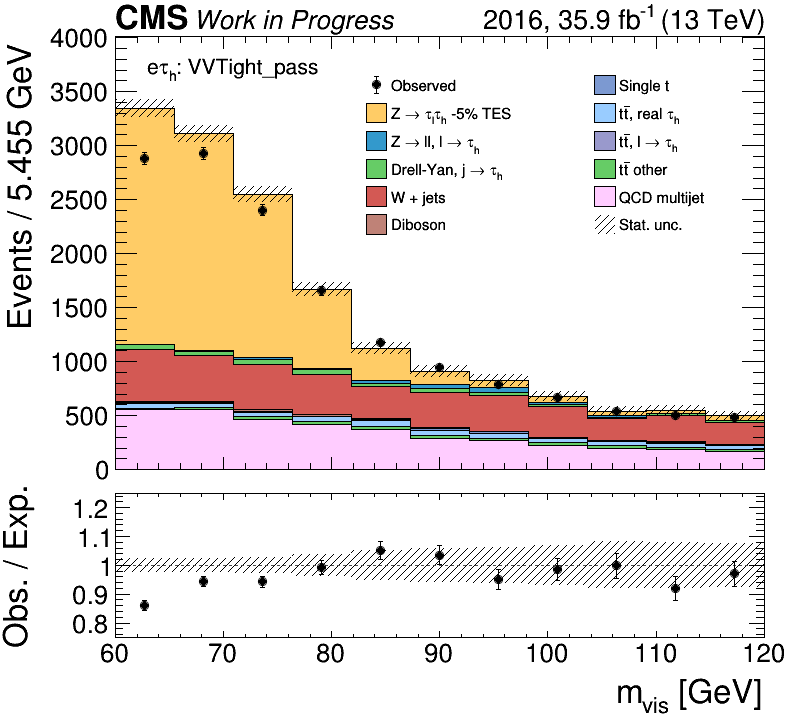 CMS Work in Progress 2016, 35.9 fb⁻¹ (13 TeV)
Events / 5.455 GeV
4000
3500
3000
2500
2000
1500
1000
500
0
eτₕ: VVTight_pass
Observed
Z → τₗτₕ -5% TES
Z → ll, l → τₕ
Drell-Yan, j → τₕ
W + jets
Diboson
Single t
tt̄, real τₕ
tt̄, l → τₕ
tt̄ other
QCD multijet
Stat. unc.
Obs. / Exp.
1.2
1.1
1
0.9
0.8
60 70 80 90 100 110 120
m_vis [GeV]